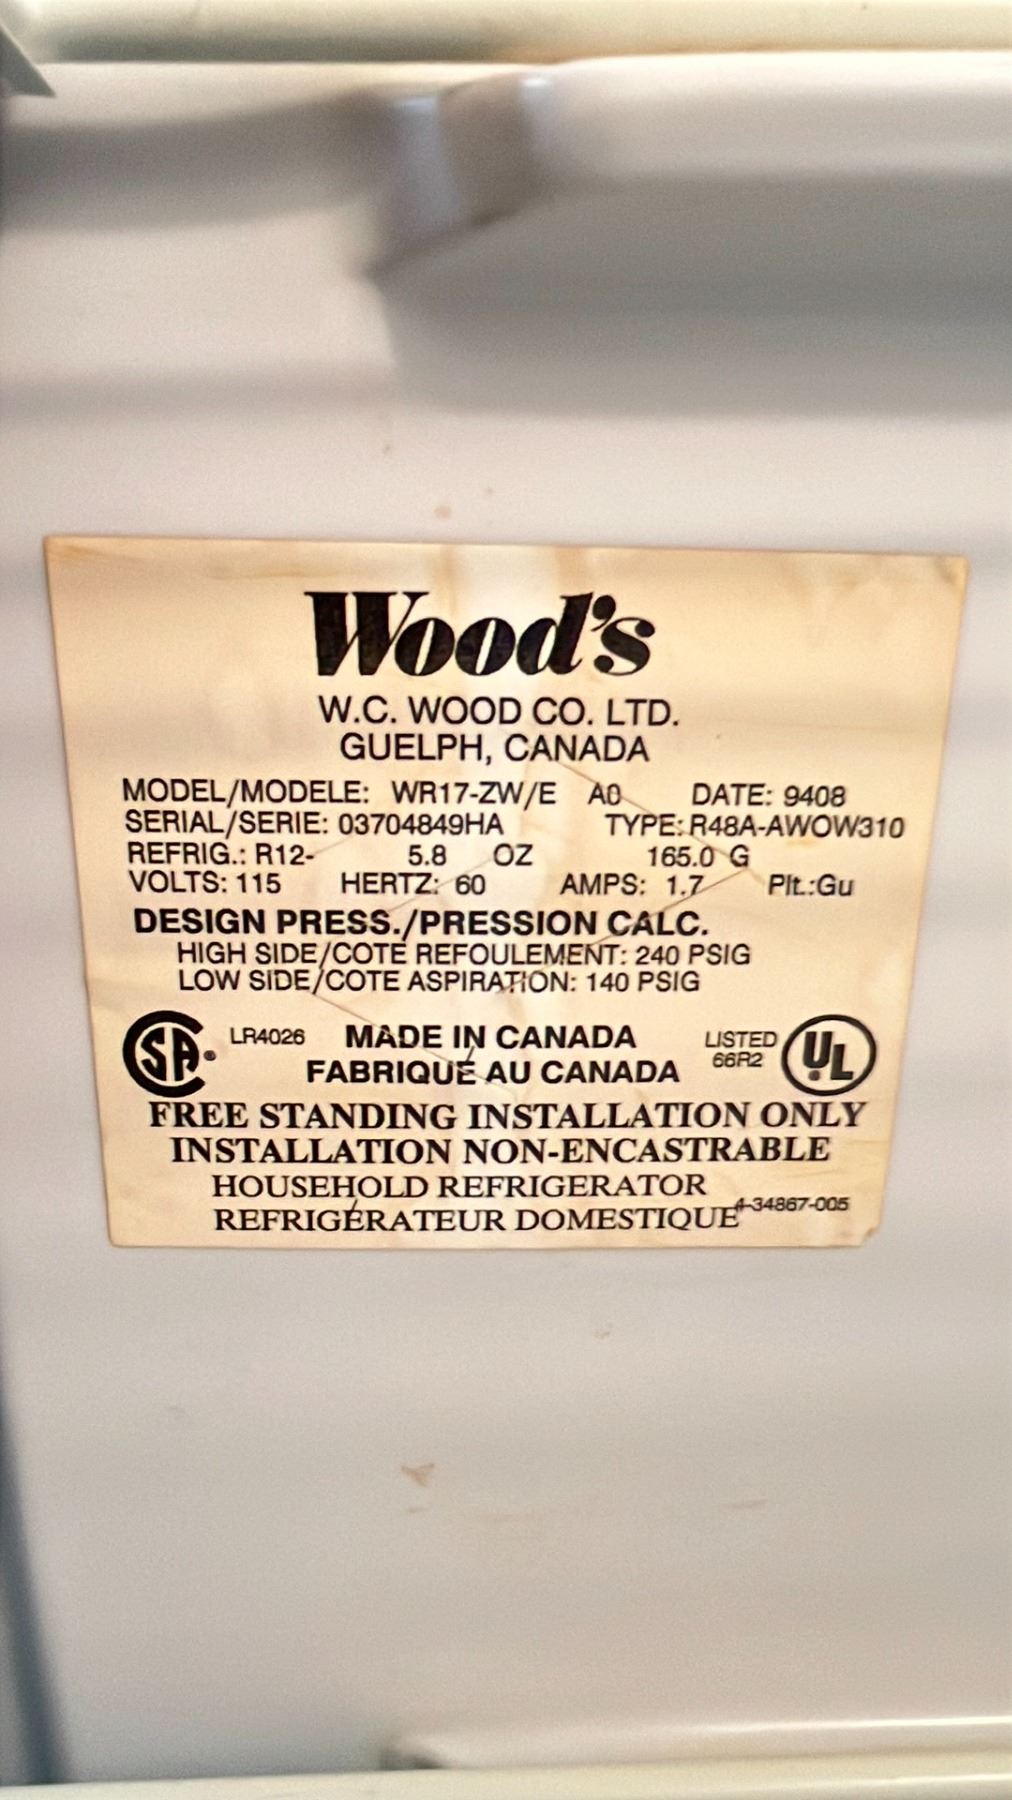 Wood's
W.C. WOOD CO. LTD.
GUELPH, CANADA
MODEL/MODELE: WR17-ZW/E A0 DATE: 9408
SERIAL/SERIE: 03704849HA TYPE: R48A-AWOW310
REFRIG.: R12- 5.8 OZ 165.0 G
VOLTS: 115 HERTZ: 60 AMPS: 1.7 Plt.:Gu
DESIGN PRESS./PRESSION CALC.
HIGH SIDE/COTE REFOULEMENT: 240 PSIG
LOW SIDE/COTE ASPIRATION: 140 PSIG
SA LR4026 MADE IN CANADA LISTED UL
FABRIQUÉ AU CANADA 66R2
FREE STANDING INSTALLATION ONLY
INSTALLATION NON-ENCASTRABLE
HOUSEHOLD REFRIGERATOR
REFRIGÉRATEUR DOMESTIQUE 4-34867-005